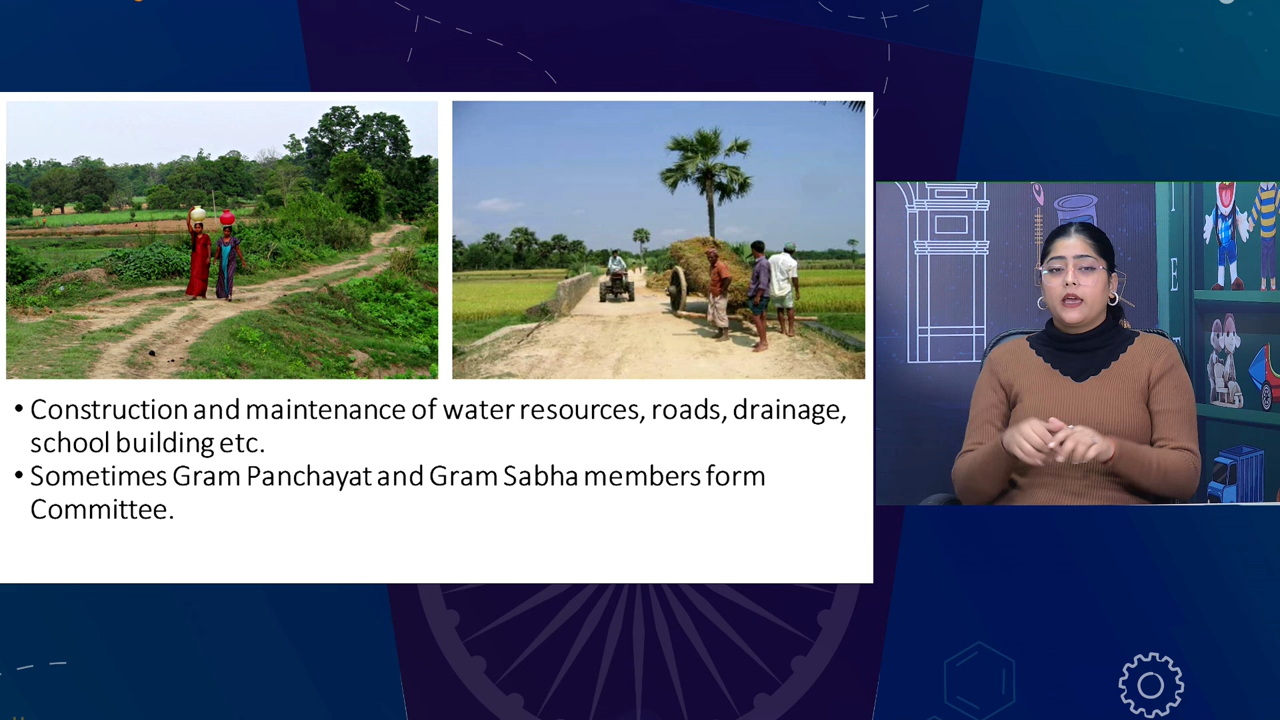 • Construction and maintenance of water resources, roads, drainage,
school building etc.
• Sometimes Gram Panchayat and Gram Sabha members form
Committee.